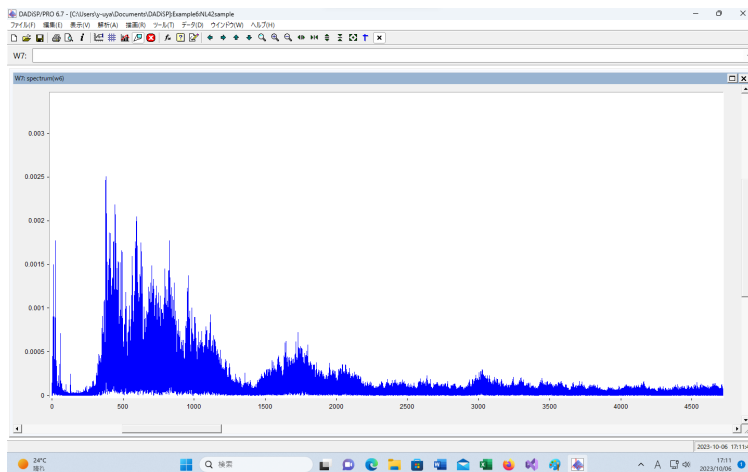 DADiSP/PRO 6.7 - [C:\Users\y-uya\Documents\DADiSP]:Example6\NL42sample
ファイル(F) 編集(E) 表示(V) 解析(A) 描画(R) ツール(T) データ(D) ウインドウ(W) ヘルプ(H)
W7:
W7: spectrum(w6)
0.003
0.0025
0.002
0.0015
0.001
0.0005
0
0 500 1000 1500 2000 2500 3000 3500 4000 4500
2023-10-06 17:11:4
24°C
晴れ
検索
A
17:11
2023/10/06